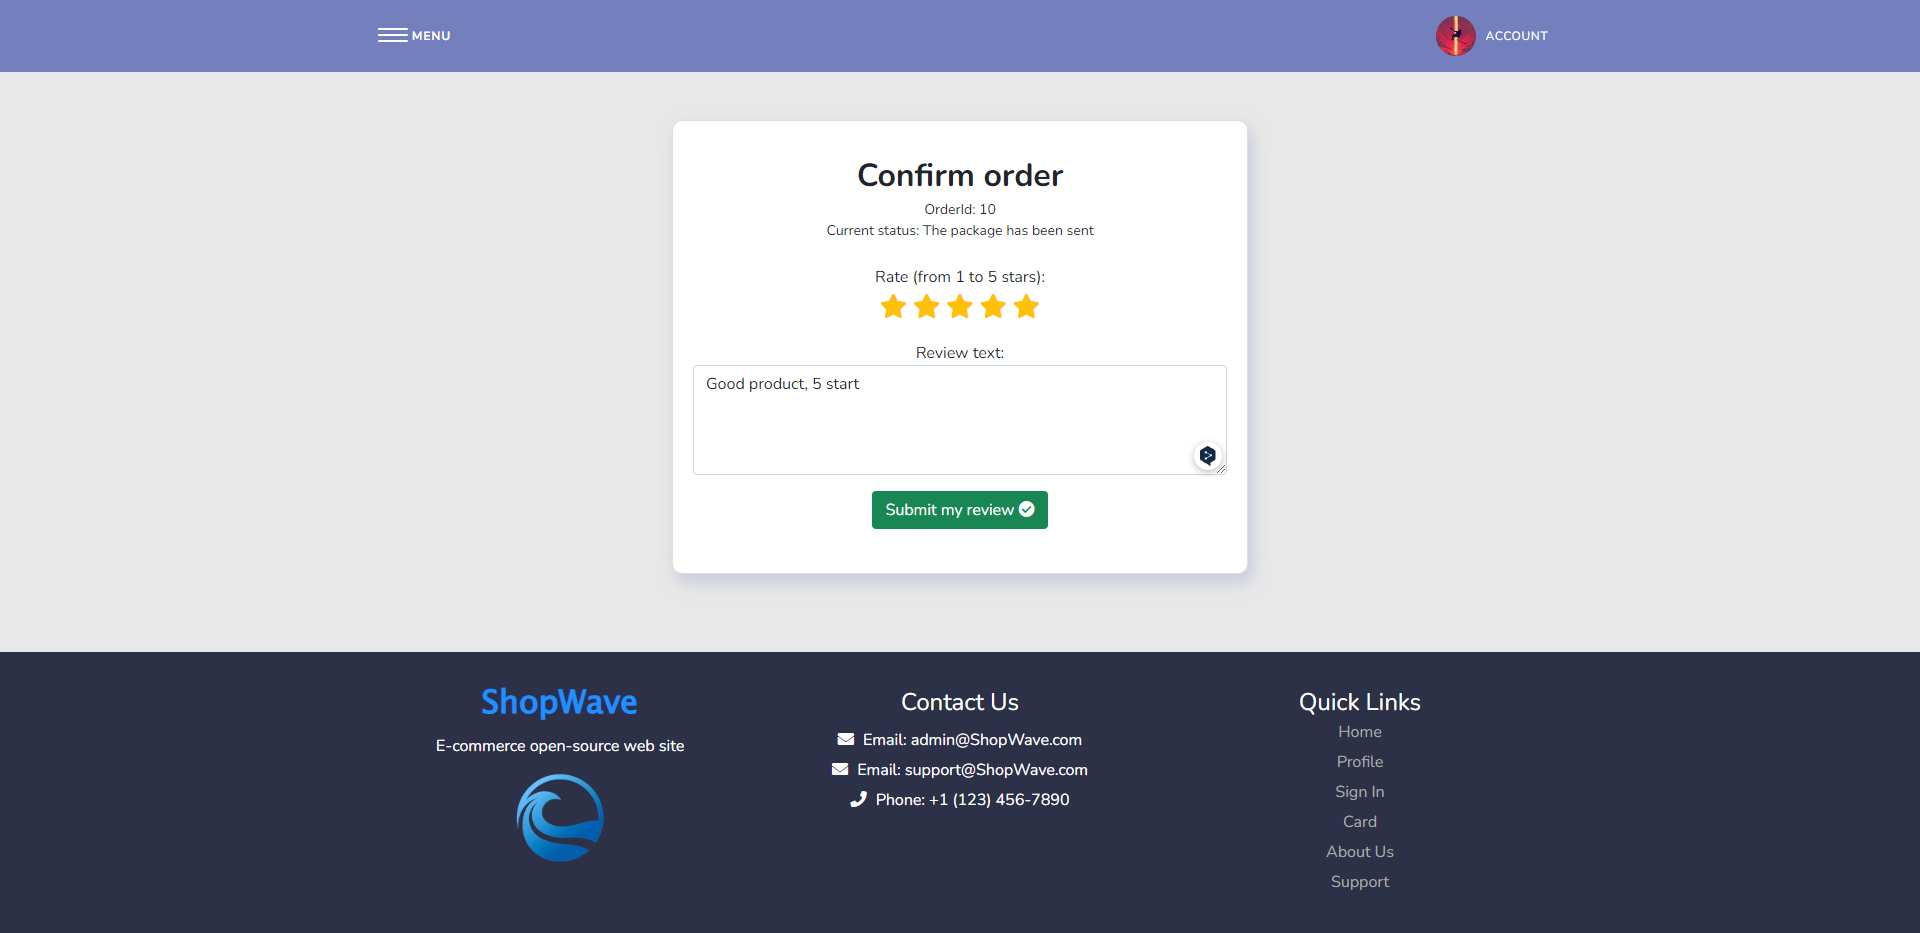 MENU
ACCOUNT
Confirm order
OrderId: 10
Current status: The package has been sent
Rate (from 1 to 5 stars):
Review text:
Good product, 5 start
Submit my review
ShopWave
E-commerce open-source web site
Contact Us
Email: admin@ShopWave.com
Email: support@ShopWave.com
Phone: +1 (123) 456-7890
Quick Links
Home
Profile
Sign In
Card
About Us
Support